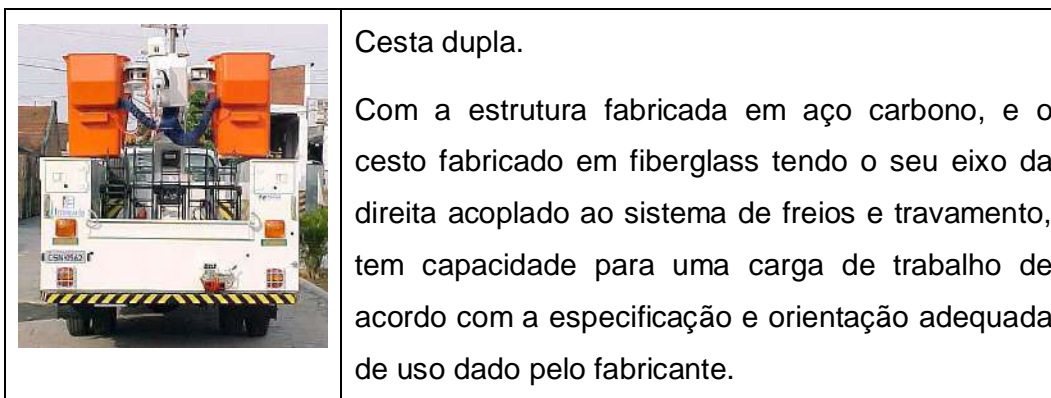 Cesta dupla.
Com a estrutura fabricada em aço carbono, e o
cesto fabricado em fiberglass tendo o seu eixo da
direita acoplado ao sistema de freios e travamento,
tem capacidade para uma carga de trabalho de
acordo com a especificação e orientação adequada
de uso dado pelo fabricante.